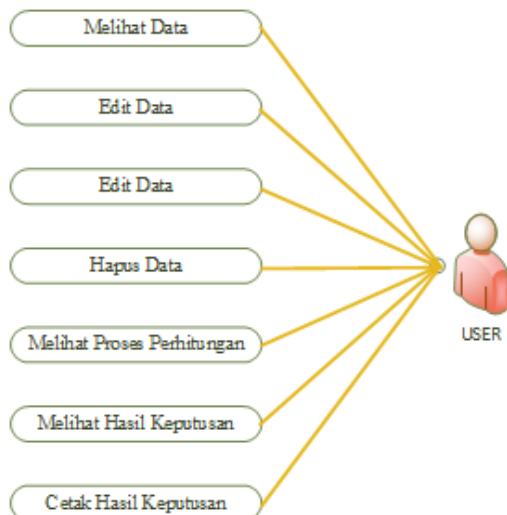 Melihat Data
Edit Data
Edit Data
Hapus Data
Melihat Proses Perhitungan
Melihat Hasil Keputusan
Cetak Hasil Keputusan
USER